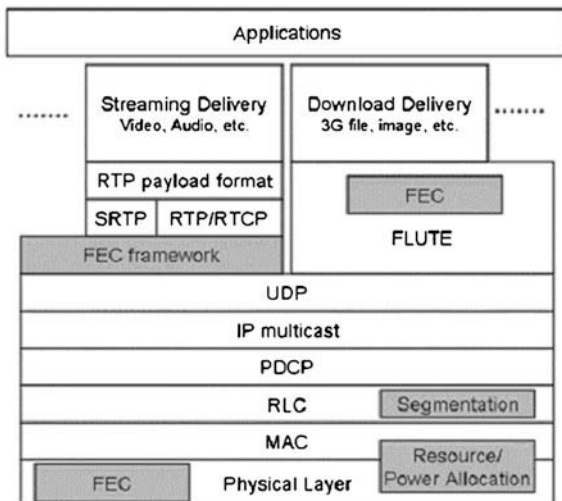 Applications
Streaming Delivery
Video, Audio, etc.
Download Delivery
3G file, image, etc.
RTP payload format
SRTP
RTP/RTCP
FEC framework
FEC
FLUTE
UDP
IP multicast
PDCP
RLC
Segmentation
MAC
Resource/
Power Allocation
FEC
Physical Layer